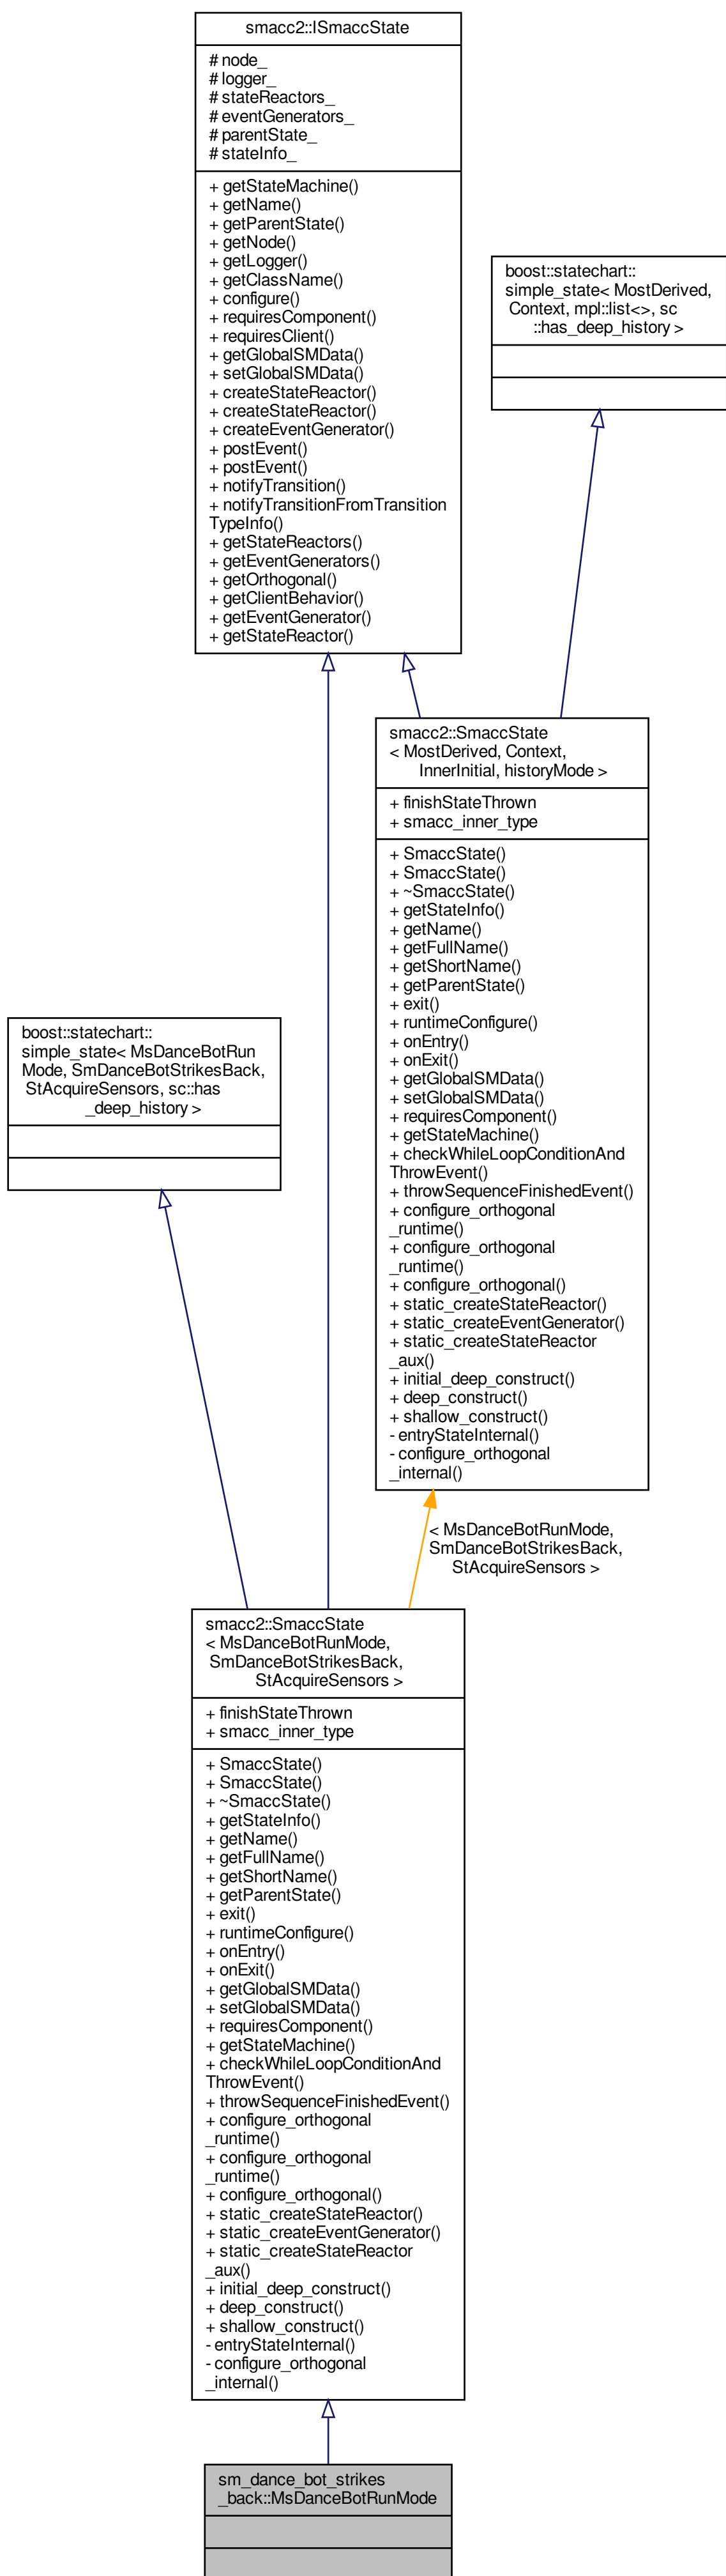 smacc2::ISmaccState
# node_
# logger_
# stateReactors_
# eventGenerators_
# parentState_
# stateInfo_
+ getStateMachine()
+ getName()
+ getParentState()
+ getNode()
+ getLogger()
+ getClassName()
+ configure()
+ requiresComponent()
+ requiresClient()
+ getGlobalSMData()
+ setGlobalSMData()
+ createStateReactor()
+ createStateReactor()
+ createEventGenerator()
+ postEvent()
+ postEvent()
+ notifyTransition()
+ notifyTransitionFromTransition
TypeInfo()
+ getStateReactors()
+ getEventGenerators()
+ getOrthogonal()
+ getClientBehavior()
+ getEventGenerator()
+ getStateReactor()
boost::statechart::
simple_state< MostDerived,
Context, mpl::list<>, sc
::has_deep_history >
smacc2::SmaccState
< MostDerived, Context,
InnerInitial, historyMode >
+ finishStateThrown
+ smacc_inner_type
+ SmaccState()
+ SmaccState()
+ ~SmaccState()
+ getStateInfo()
+ getName()
+ getFullName()
+ getShortName()
+ getParentState()
+ exit()
+ runtimeConfigure()
+ onEntry()
+ onExit()
+ getGlobalSMData()
+ setGlobalSMData()
+ requiresComponent()
+ getStateMachine()
+ checkWhileLoopConditionAnd
ThrowEvent()
+ throwSequenceFinishedEvent()
+ configure_orthogonal
_runtime()
+ configure_orthogonal
_runtime()
+ configure_orthogonal()
+ static_createStateReactor()
+ static_createEventGenerator()
+ static_createStateReactor
_aux()
+ initial_deep_construct()
+ deep_construct()
+ shallow_construct()
- entryStateInternal()
- configure_orthogonal
_internal()
boost::statechart::
simple_state< MsDanceBotRun
Mode, SmDanceBotStrikesBack,
StAcquireSensors, sc::has
_deep_history >
< MsDanceBotRunMode,
SmDanceBotStrikesBack,
StAcquireSensors >
smacc2::SmaccState
< MsDanceBotRunMode,
SmDanceBotStrikesBack,
StAcquireSensors >
+ finishStateThrown
+ smacc_inner_type
+ SmaccState()
+ SmaccState()
+ ~SmaccState()
+ getStateInfo()
+ getName()
+ getFullName()
+ getShortName()
+ getParentState()
+ exit()
+ runtimeConfigure()
+ onEntry()
+ onExit()
+ getGlobalSMData()
+ setGlobalSMData()
+ requiresComponent()
+ getStateMachine()
+ checkWhileLoopConditionAnd
ThrowEvent()
+ throwSequenceFinishedEvent()
+ configure_orthogonal
_runtime()
+ configure_orthogonal
_runtime()
+ configure_orthogonal()
+ static_createStateReactor()
+ static_createEventGenerator()
+ static_createStateReactor
_aux()
+ initial_deep_construct()
+ deep_construct()
+ shallow_construct()
- entryStateInternal()
- configure_orthogonal
_internal()
sm_dance_bot_strikes
_back::MsDanceBotRunMode